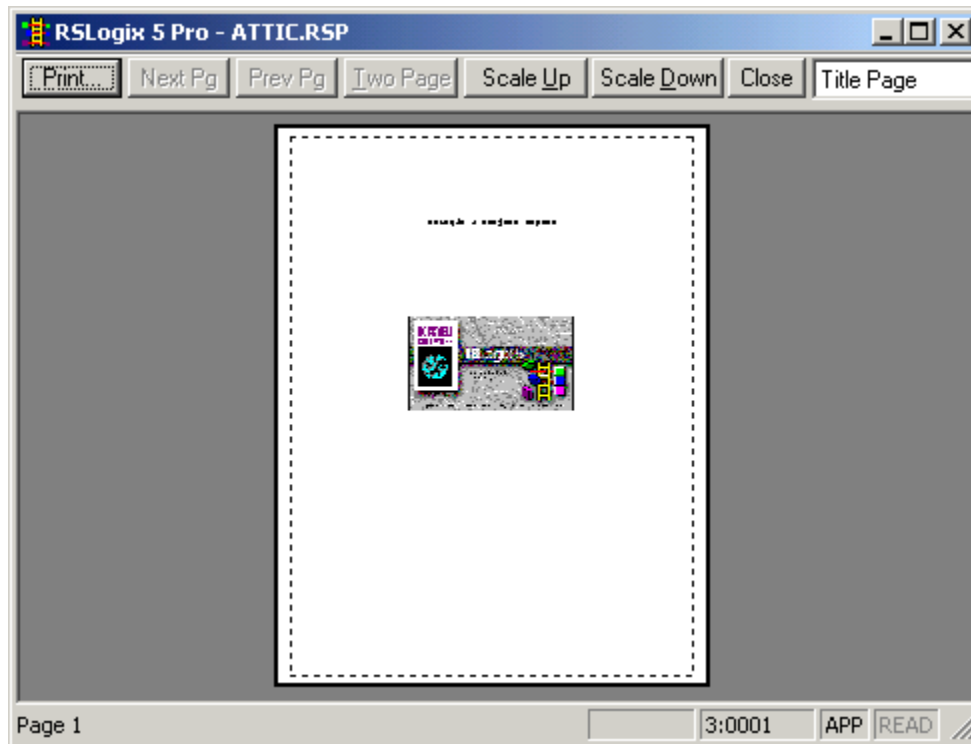 RSLogix 5 Pro - ATTIC.RSP
Print... Next Pg Prev Pg Two Page Scale Up Scale Down Close Title Page
Page 1 3:0001 APP READ